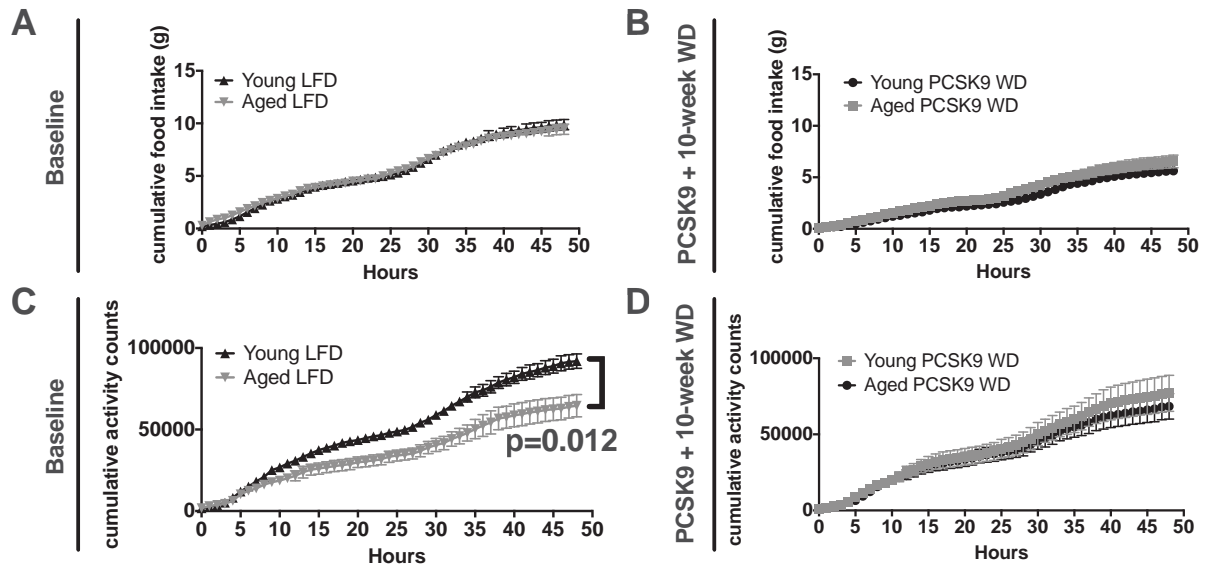 A
Baseline
cumulative food intake (g)
15
10
5
0
Young LFD
Aged LFD
0 5 10 15 20 25 30 35 40 45 50
Hours
B
PCSK9 + 10-week WD
cumulative food intake (g)
15
10
5
0
Young PCSK9 WD
Aged PCSK9 WD
0 5 10 15 20 25 30 35 40 45 50
Hours
C
Baseline
cumulative activity counts
100000
50000
0
Young LFD
Aged LFD
p=0.012
0 5 10 15 20 25 30 35 40 45 50
Hours
D
PCSK9 + 10-week WD
cumulative activity counts
100000
50000
0
Young PCSK9 WD
Aged PCSK9 WD
0 5 10 15 20 25 30 35 40 45 50
Hours